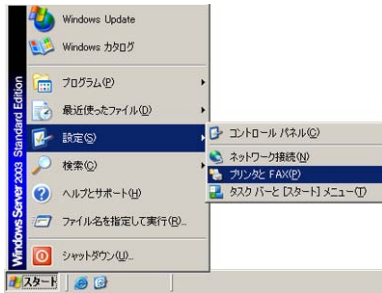 Windows Update
Windows カタログ
プログラム(P)
最近使ったファイル(D)
設定(S)
検索(C)
ヘルプとサポート(H)
ファイル名を指定して実行(R)...
シャットダウン(U)...
コントロール パネル(C)
ネットワーク接続(N)
プリンタと FAX(P)
タスク バーと [スタート] メニュー(T)
Windows Server 2003 Standard Edition
スタート